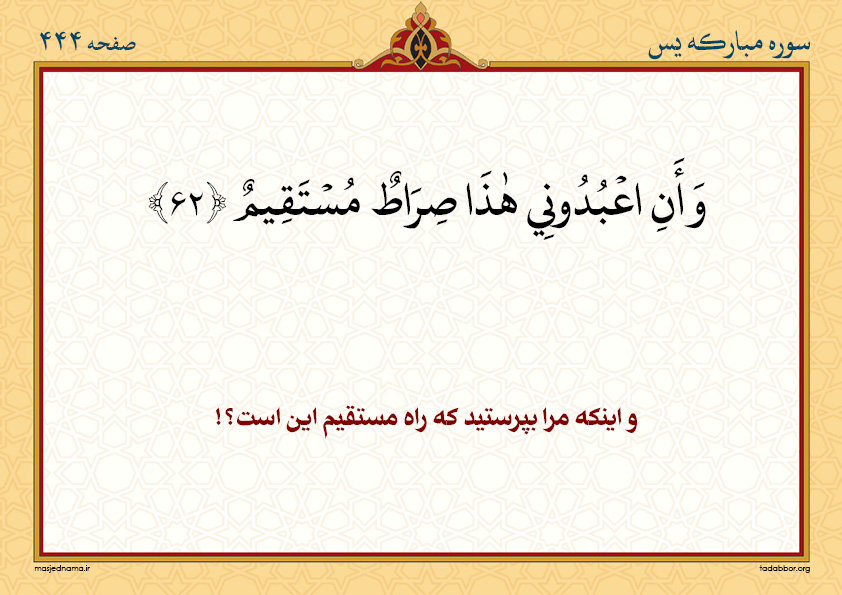 سوره مبارکه یس
صفحه ۴۴۴
وَأَنِ اعْبُدُونِي هَٰذَا صِرَاطٌ مُسْتَقِيمٌ ﴿۶۲﴾
و اینکه مرا بپرستید که راه مستقیم این است؟!
masjednama.ir
tadabbor.org